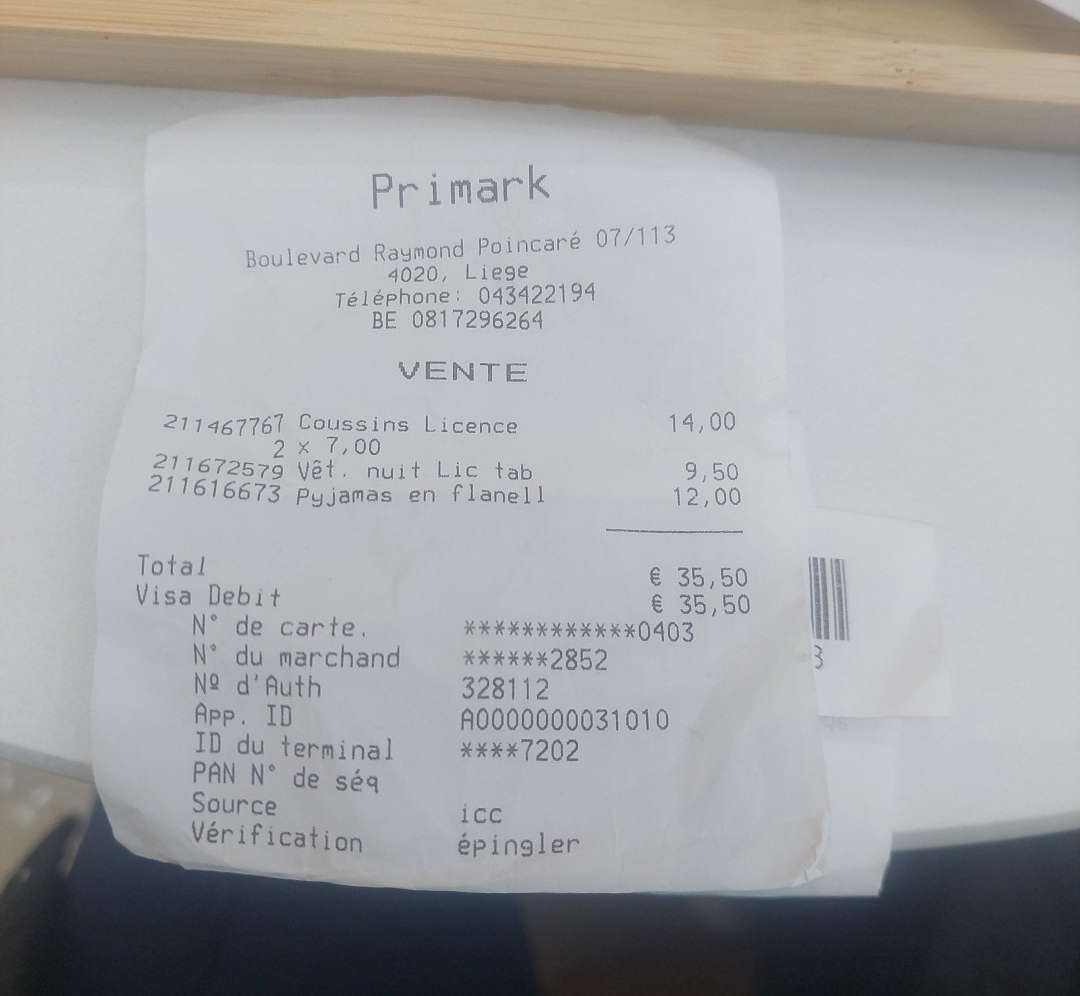 Primark
Boulevard Raymond Poincaré 07/113
4020, Liege
Téléphone: 043422194
BE 0817296264
VENTE
211467767 Coussins Licence 14,00
2 x 7,00
211672579 Vêt. nuit Lic tab 9,50
211616673 Pyjamas en flanell 12,00
Total € 35,50
Visa Debit € 35,50
N° de carte. ************0403
N° du marchand ******2852
Nº d'Auth 328112
App. ID A0000000031010
ID du terminal ****7202
PAN N° de séq
Source icc
Vérification épingler
3